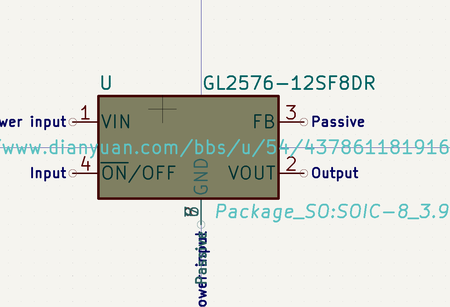 U GL2576-12SF8DR
wer input 1 VIN FB 3 Passive
/www.dianyuan.com/bbs/u/54/437861181916
Input 4 ON/OFF VOUT 2 Output
GND
Package_SO:SOIC-8_3.9